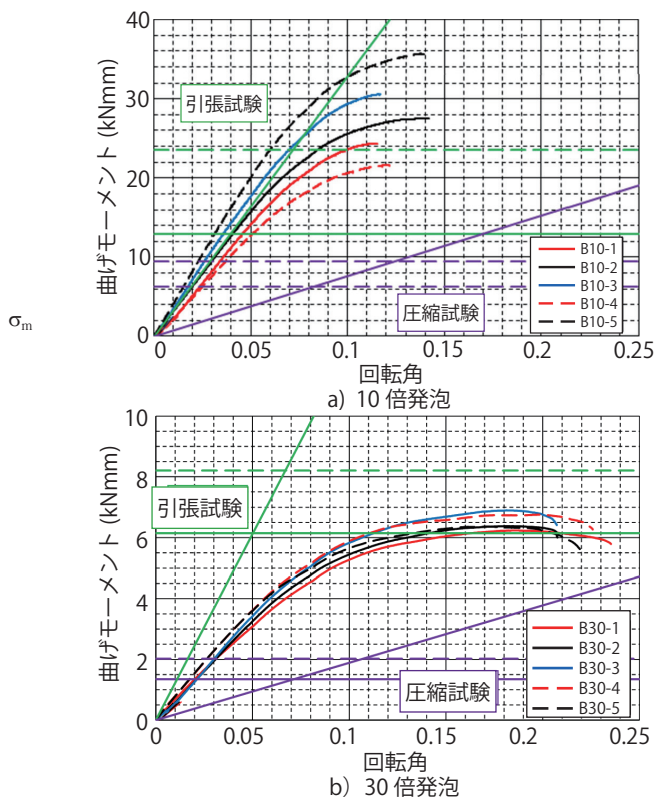 σm
曲げモーメント (kNmm)
40
30
20
10
0
引張試験
圧縮試験
B10-1
B10-2
B10-3
B10-4
B10-5
0 0.05 0.1 0.15 0.2 0.25
回転角
a) 10 倍発泡
曲げモーメント (kNmm)
10
8
6
4
2
0
引張試験
圧縮試験
B30-1
B30-2
B30-3
B30-4
B30-5
0.05 0.1 0.15 0.2 0.25
回転角
b) 30 倍発泡